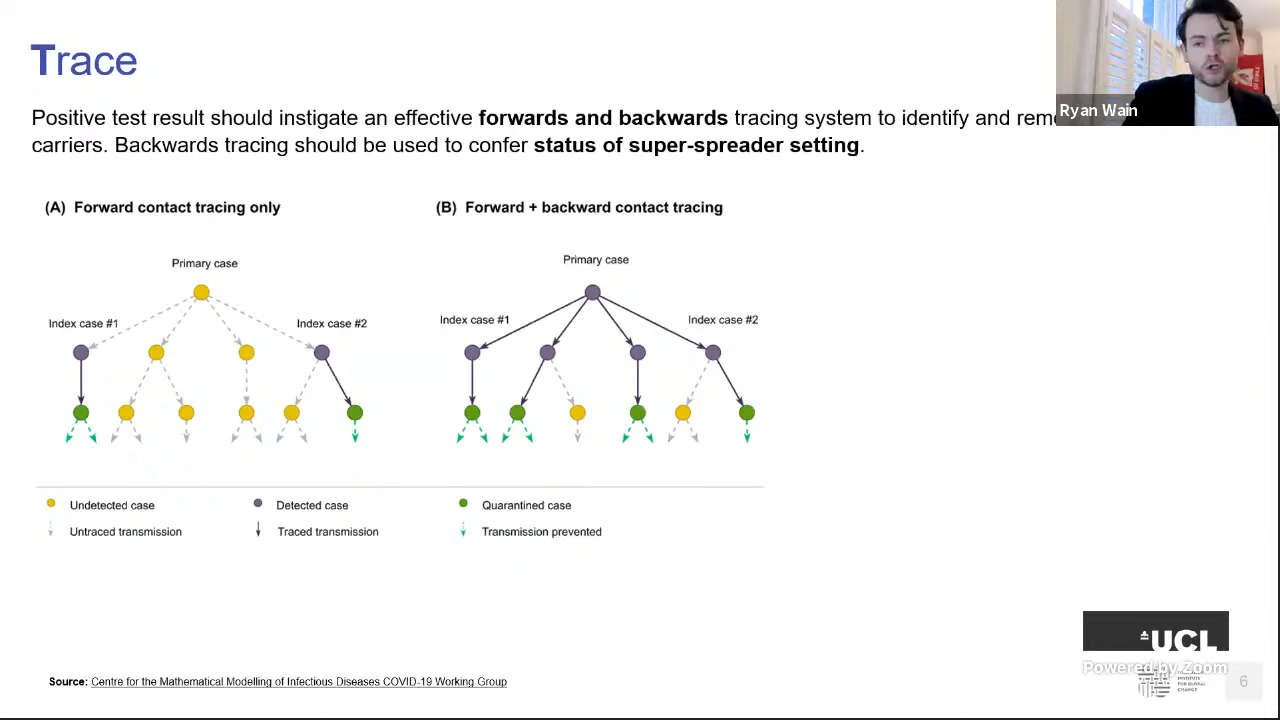 Trace
Ryan Wain
Positive test result should instigate an effective forwards and backwards tracing system to identify and
carriers. Backwards tracing should be used to confer status of super-spreader setting.
(A) Forward contact tracing only
(B) Forward + backward contact tracing
Primary case
Primary case
Index case #1
Index case #2
Index case #1
Index case #2
Undetected case
Detected case
Quarantined case
Untraced transmission
Traced transmission
Transmission prevented
UCL
Powered by Zoom
INSTITUTE
FOR GLOBAL
CHANGE
Source: Centre for the Mathematical Modelling of Infectious Diseases COVID-19 Working Group
6